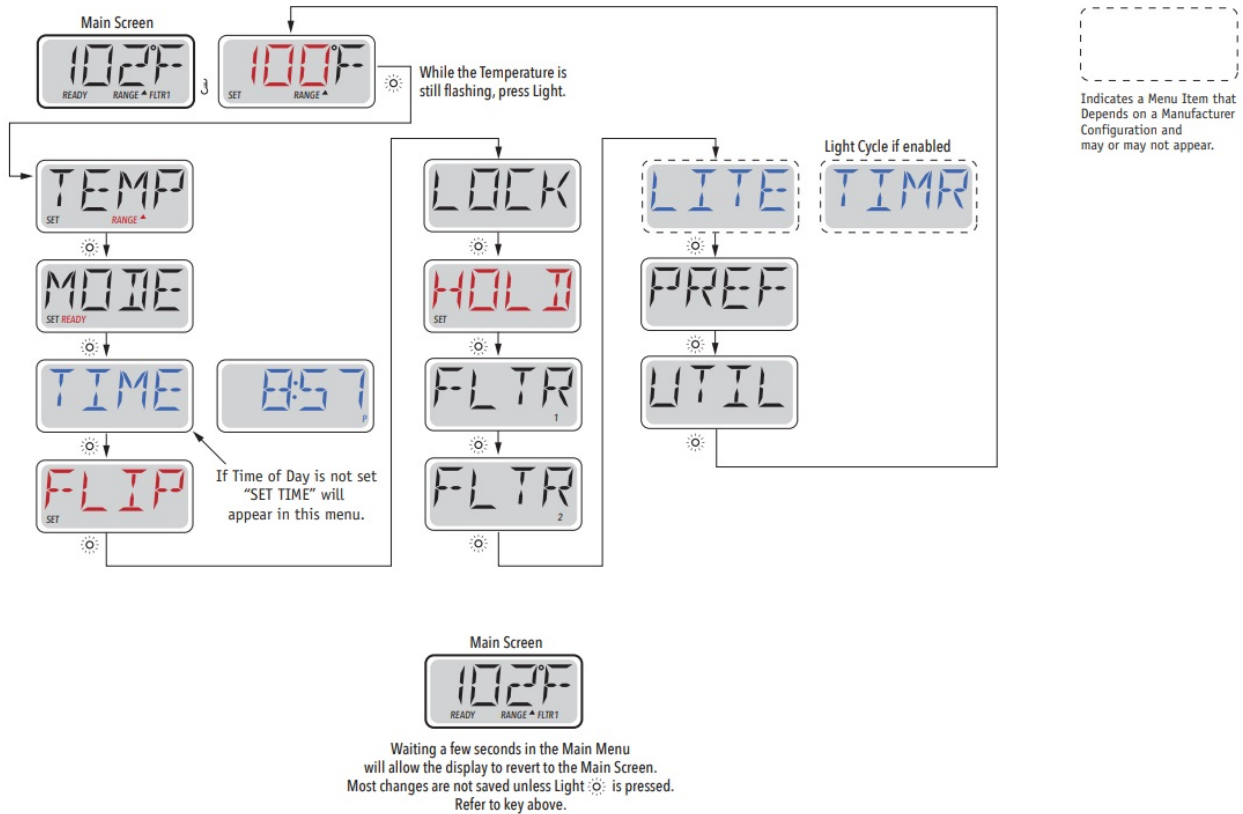 Main Screen
102°F
READY RANGE FLTR1
100°F
SET RANGE
While the Temperature is
still flashing, press Light.
Indicates a Menu Item that
Depends on a Manufacturer
Configuration and
may or may not appear.
TEMP
SET RANGE
MODE
SET READY
TIME
8:57
P
If Time of Day is not set
“SET TIME” will
appear in this menu.
FLIP
SET
LOCK
HOLD
SET
FLTR
1
FLTR
2
LITE
Light Cycle if enabled
TIMR
PREF
UTIL
Main Screen
102°F
READY RANGE FLTR1
Waiting a few seconds in the Main Menu
will allow the display to revert to the Main Screen.
Most changes are not saved unless Light is pressed.
Refer to key above.